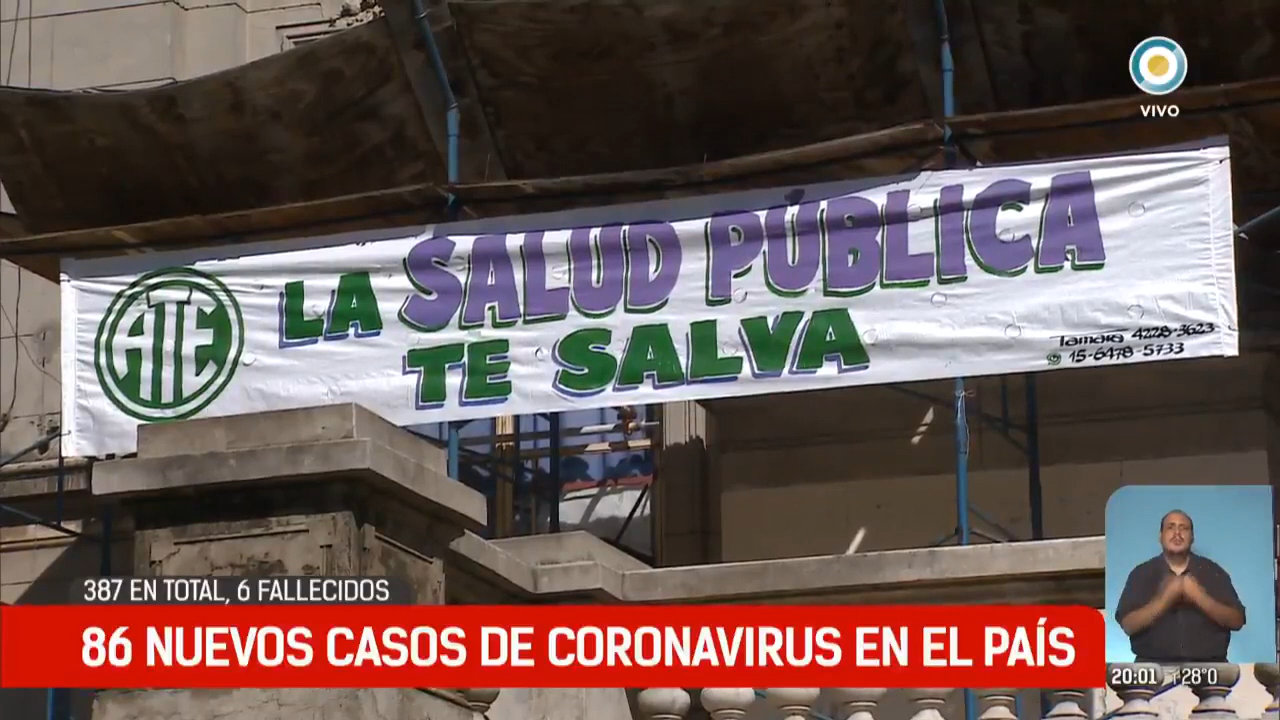 VIVO
ATE
LA SALUD PÚBLICA
TE SALVA
Tamara 4228-3623
15-6478-5733
387 EN TOTAL, 6 FALLECIDOS
86 NUEVOS CASOS DE CORONAVIRUS EN EL PAÍS
20:01 T 28°0